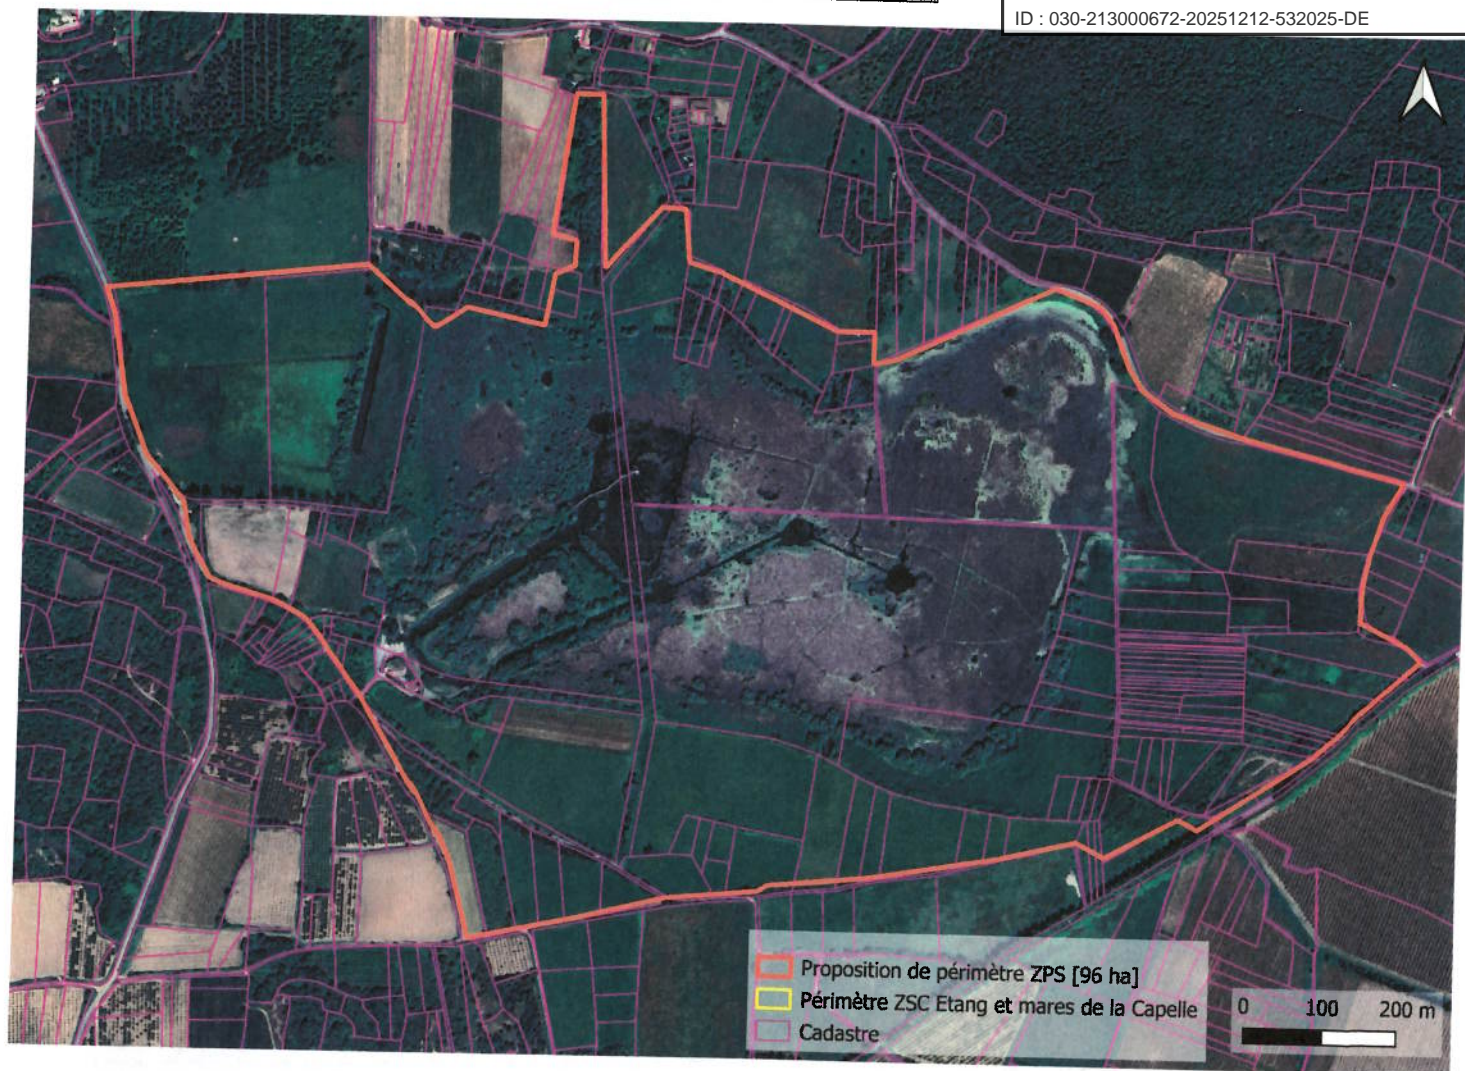 ID : 030-213000672-20251212-532025-DE
Proposition de périmètre ZPS [96 ha]
Périmètre ZSC Etang et mares de la Capelle
Cadastre
0 100 200 m